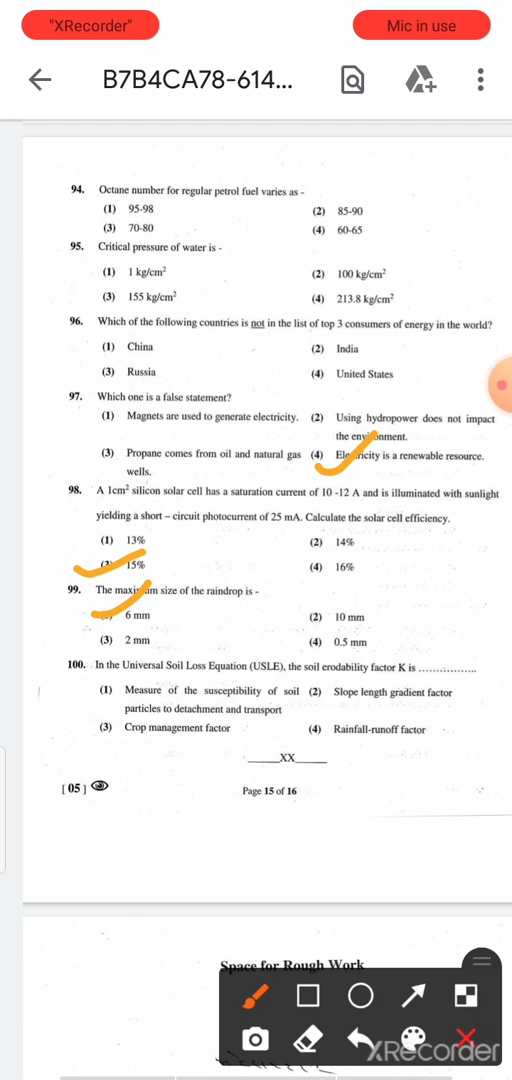 "XRecorder"
Mic in use
B7B4CA78-614...
94. Octane number for regular petrol fuel varies as -
(1) 95-98
(2) 85-90
(3) 70-80
(4) 60-65
95. Critical pressure of water is -
(1) 1 kg/cm²
(2) 100 kg/cm²
(3) 155 kg/cm²
(4) 213.8 kg/cm²
96. Which of the following countries is not in the list of top 3 consumers of energy in the world?
(1) China
(2) India
(3) Russia
(4) United States
97. Which one is a false statement?
(1) Magnets are used to generate electricity.
(2) Using hydropower does not impact
the environment.
(3) Propane comes from oil and natural gas
wells.
(4) Electricity is a renewable resource.
98. A 1cm² silicon solar cell has a saturation current of 10 -12 A and is illuminated with sunlight
yielding a short – circuit photocurrent of 25 mA. Calculate the solar cell efficiency.
(1) 13%
(2) 14%
15%
(4) 16%
99. The maximum size of the raindrop is -
6 mm
(2) 10 mm
(3) 2 mm
(4) 0.5 mm
100. In the Universal Soil Loss Equation (USLE), the soil erodability factor K is .................
(1) Measure of the susceptibility of soil
particles to detachment and transport
(2) Slope length gradient factor
(3) Crop management factor
(4) Rainfall-runoff factor
_____XX_____
[ 05 ]
Page 15 of 16
Space for Rough Work
XRecorder